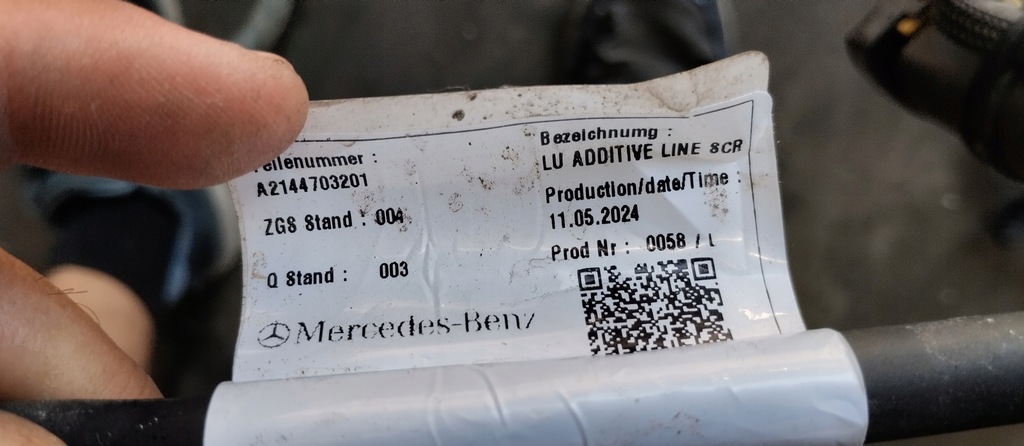 eilenummer :
A2144703201
ZGS Stand : 004
Q Stand : 003
Mercedes-Benz
Bezeichnumg :
LU ADDITIVE LINE SCR
Production/date/Time :
11.05.2024
Prod Nr : 0058 / L